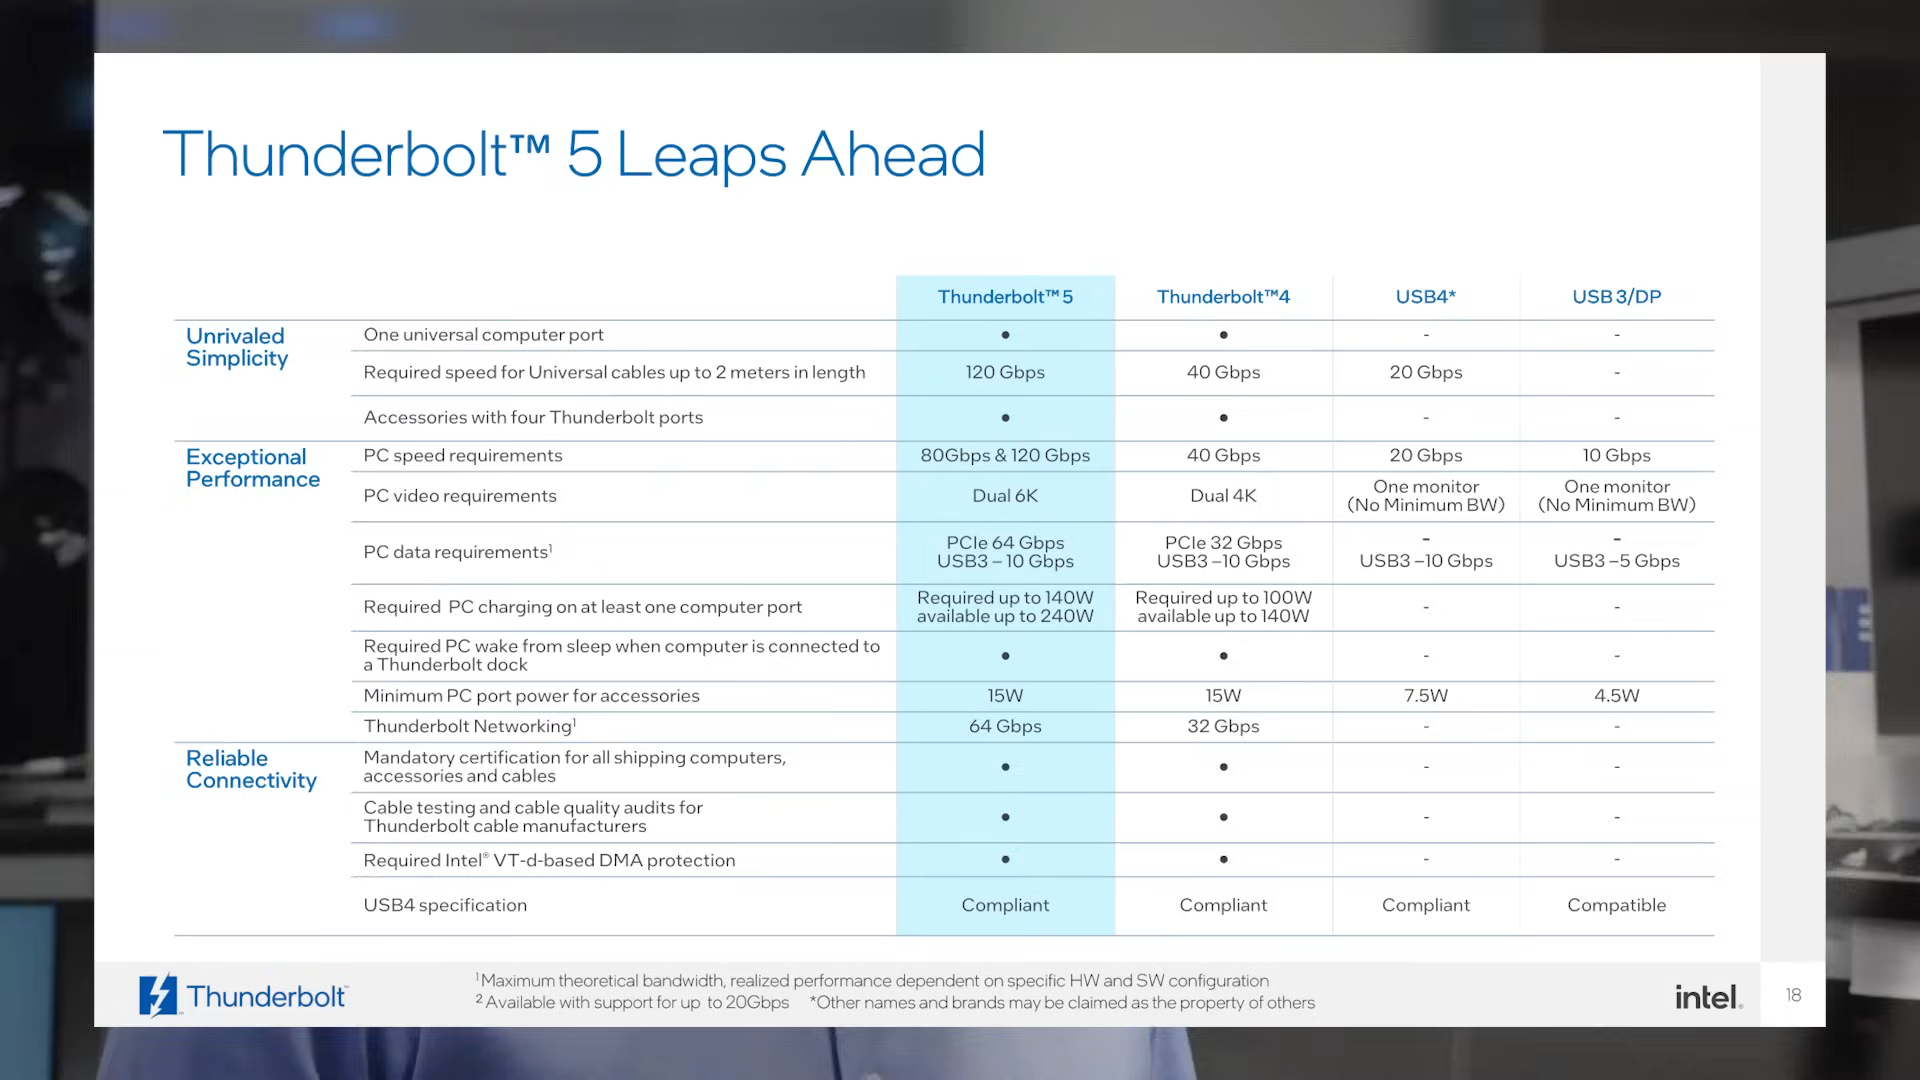 Thunderbolt™ 5 Leaps Ahead
Thunderbolt™ 5 Thunderbolt™4 USB4* USB 3/DP
Unrivaled
Simplicity
One universal computer port • • - -
Required speed for Universal cables up to 2 meters in length 120 Gbps 40 Gbps 20 Gbps -
Accessories with four Thunderbolt ports • • - -
Exceptional
Performance
PC speed requirements 80Gbps & 120 Gbps 40 Gbps 20 Gbps 10 Gbps
PC video requirements Dual 6K Dual 4K One monitor
(No Minimum BW) One monitor
(No Minimum BW)
PC data requirements¹ PCIe 64 Gbps
USB3 – 10 Gbps PCIe 32 Gbps
USB3 –10 Gbps -
USB3 –10 Gbps -
USB3 –5 Gbps
Required PC charging on at least one computer port Required up to 140W
available up to 240W Required up to 100W
available up to 140W - -
Required PC wake from sleep when computer is connected to
a Thunderbolt dock • • - -
Minimum PC port power for accessories 15W 15W 7.5W 4.5W
Thunderbolt Networking¹ 64 Gbps 32 Gbps - -
Reliable
Connectivity
Mandatory certification for all shipping computers,
accessories and cables • • - -
Cable testing and cable quality audits for
Thunderbolt cable manufacturers • • - -
Required Intel® VT-d-based DMA protection • • - -
USB4 specification Compliant Compliant Compliant Compatible
Thunderbolt™
¹ Maximum theoretical bandwidth, realized performance dependent on specific HW and SW configuration
² Available with support for up to 20Gbps *Other names and brands may be claimed as the property of others
intel.
18